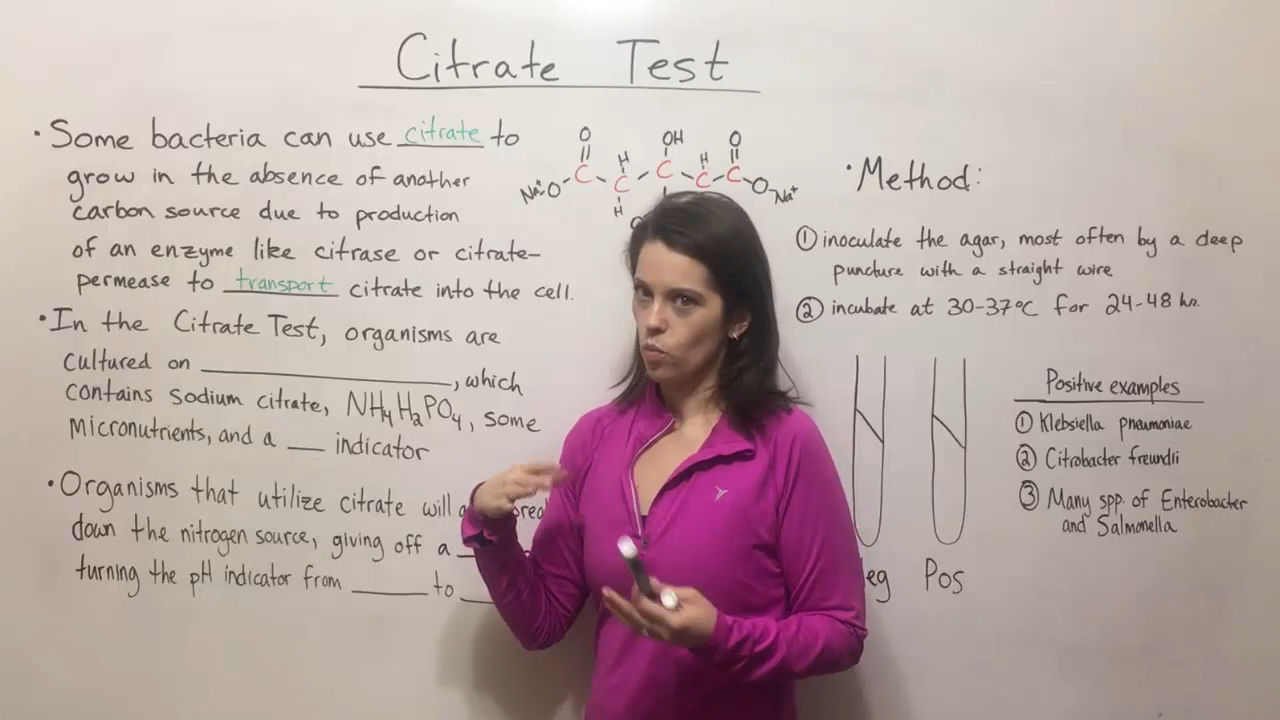 Citrate Test
• Some bacteria can use citrate to
grow in the absence of another
carbon source due to production
of an enzyme like citrase or citrate-
permease to transport citrate into the cell.
• In the Citrate Test, organisms are
cultured on ____________, which
contains sodium citrate, NH4H2PO4, some
micronutrients, and a ___ indicator
• Organisms that utilize citrate will
down the nitrogen source, giving off a ___
turning the pH indicator from _____ to ___
O OH O
H H
Na+ O C C C C C O Na+
H
• Method:
① inoculate the agar, most often by a deep
puncture with a straight wire
② incubate at 30-37°C for 24-48 hr.
Positive examples
① Klebsiella pneumoniae
② Citrobacter freundii
③ Many spp. of Enterobacter
and Salmonella
eg Pos